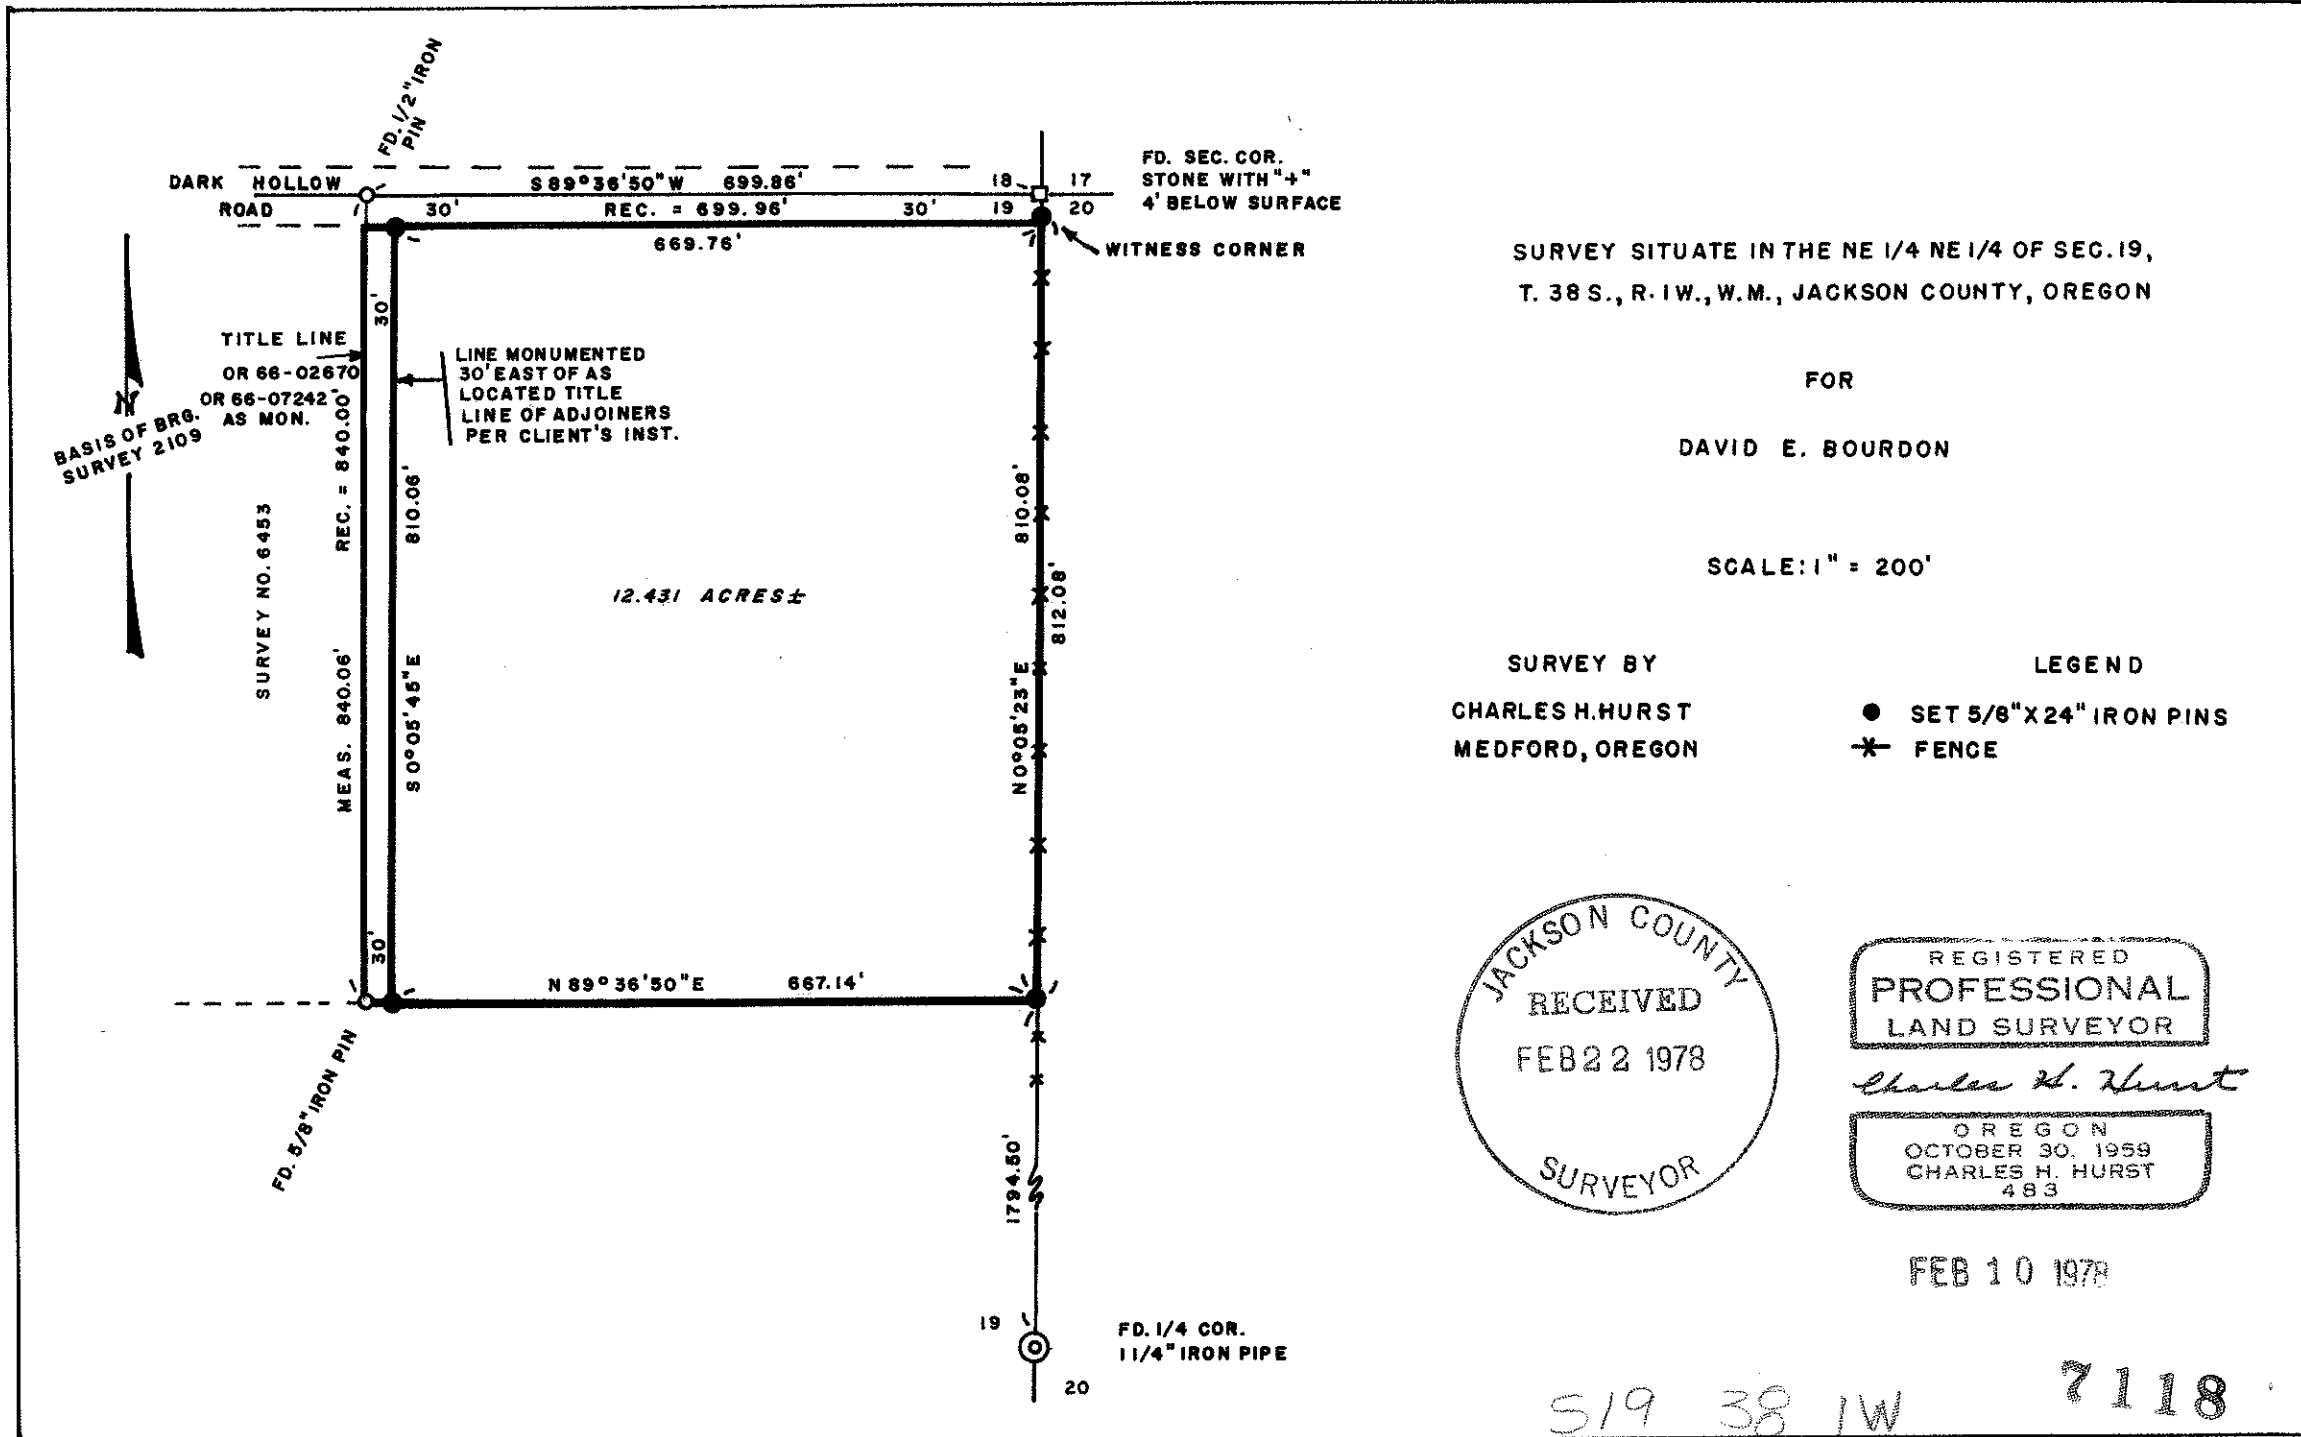 FD. 1/2" IRON
PIN
DARK HOLLOW
ROAD
S 89°36'50" W 699.86'
REC. = 699.96'
30'
30'
669.76'
18
17
19
20
FD. SEC. COR.
STONE WITH "+"
4' BELOW SURFACE
WITNESS CORNER
30'
TITLE LINE
OR 66-02670
OR 66-07242
AS MON.
LINE MONUMENTED
30' EAST OF AS
LOCATED TITLE
LINE OF ADJOINERS
PER CLIENT'S INST.
N
BASIS OF BRG.
SURVEY 2109
SURVEY NO. 6453
MEAS. 840.06' REC. = 840.00'
S 0°05'45" E 810.06'
12.431 ACRES±
N 0°05'23" E 810.08'
812.08'
30'
N 89°36'50" E 667.14'
FD. 5/8" IRON PIN
1794.50'
19
20
FD. 1/4 COR.
1 1/4" IRON PIPE
SURVEY SITUATE IN THE NE 1/4 NE 1/4 OF SEC. 19,
T. 38 S., R. 1 W., W.M., JACKSON COUNTY, OREGON
FOR
DAVID E. BOURDON
SCALE: 1" = 200'
SURVEY BY
CHARLES H. HURST
MEDFORD, OREGON
LEGEND
SET 5/8" X 24" IRON PINS
FENCE
JACKSON COUNTY
RECEIVED
FEB 22 1978
SURVEYOR
REGISTERED
PROFESSIONAL
LAND SURVEYOR
Charles H. Hurst
OREGON
OCTOBER 30, 1959
CHARLES H. HURST
483
FEB 10 1978
S19 38 1W
7118